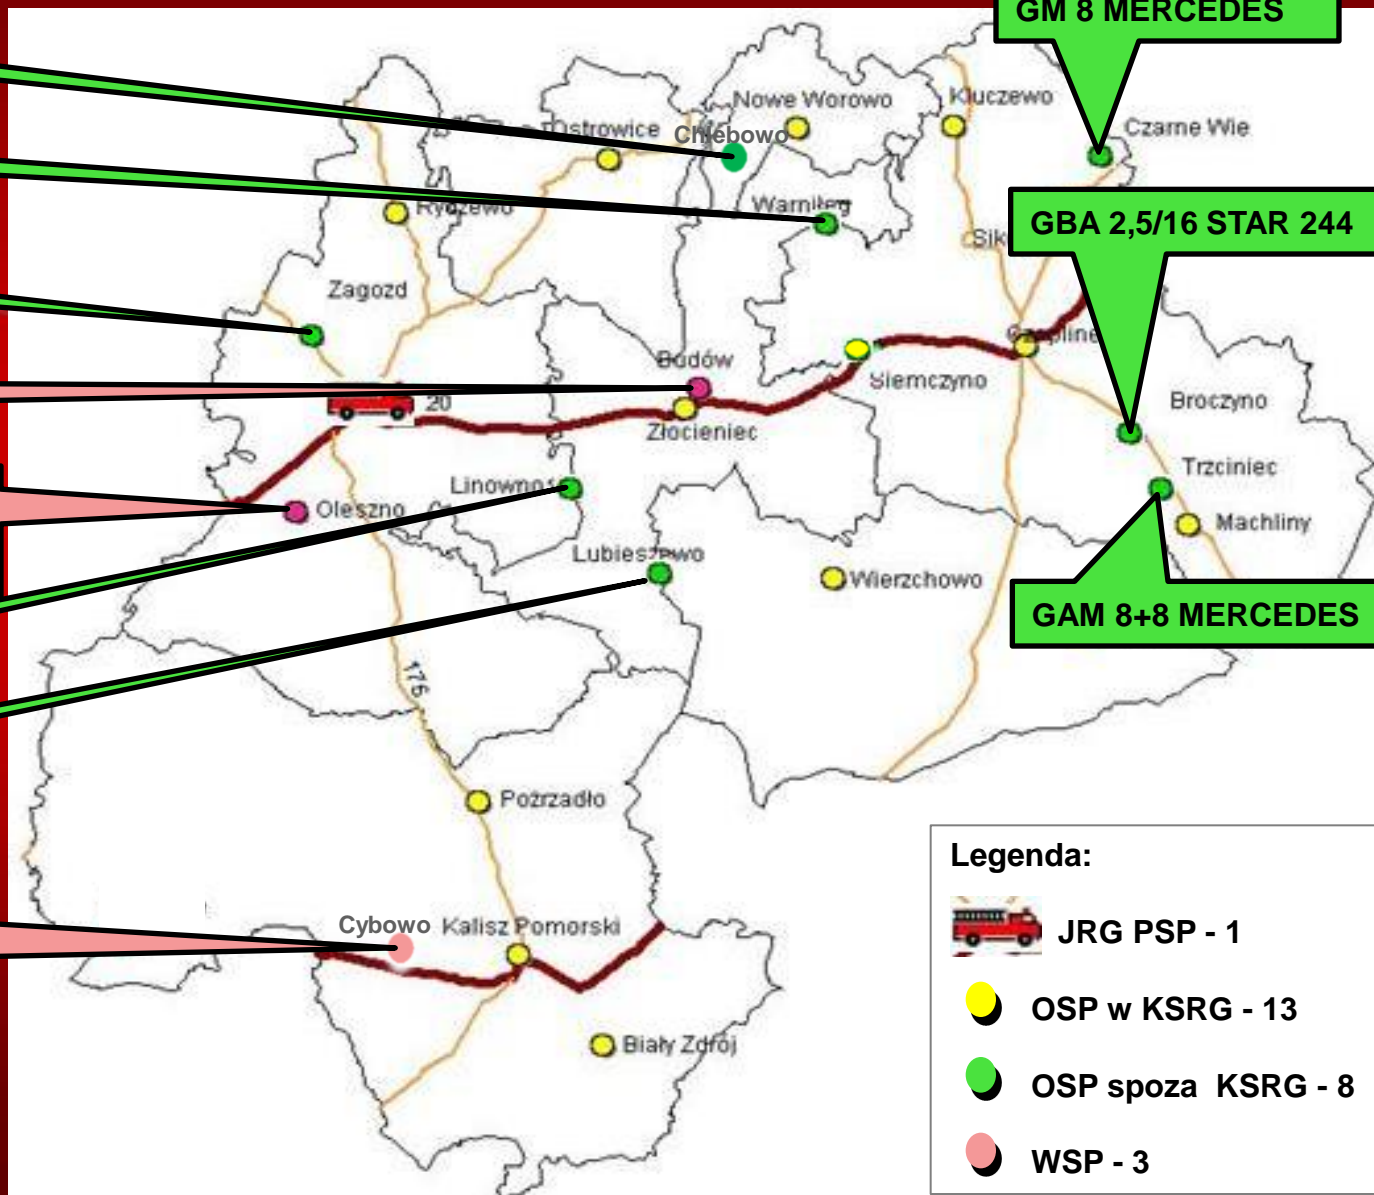 GM 8 MERCEDES
Nowe Worowo
Kluczewo
Ostrowice
Chlebowo
Czarne Wie
Rydzewo
Warniłęg
GBA 2,5/16 STAR 244
Zagozd
Czapline
Budów
Siemczyno
20
Broczyno
Złocieniec
Trzciniec
Linowno
Oleszno
Machliny
Lubieszewo
Wierzchowo
GAM 8+8 MERCEDES
175
Pożrzadło
Legenda:
Cybowo
Kalisz Pomorski
JRG PSP - 1
OSP w KSRG - 13
Biały Zdrój
OSP spoza KSRG - 8
WSP - 3